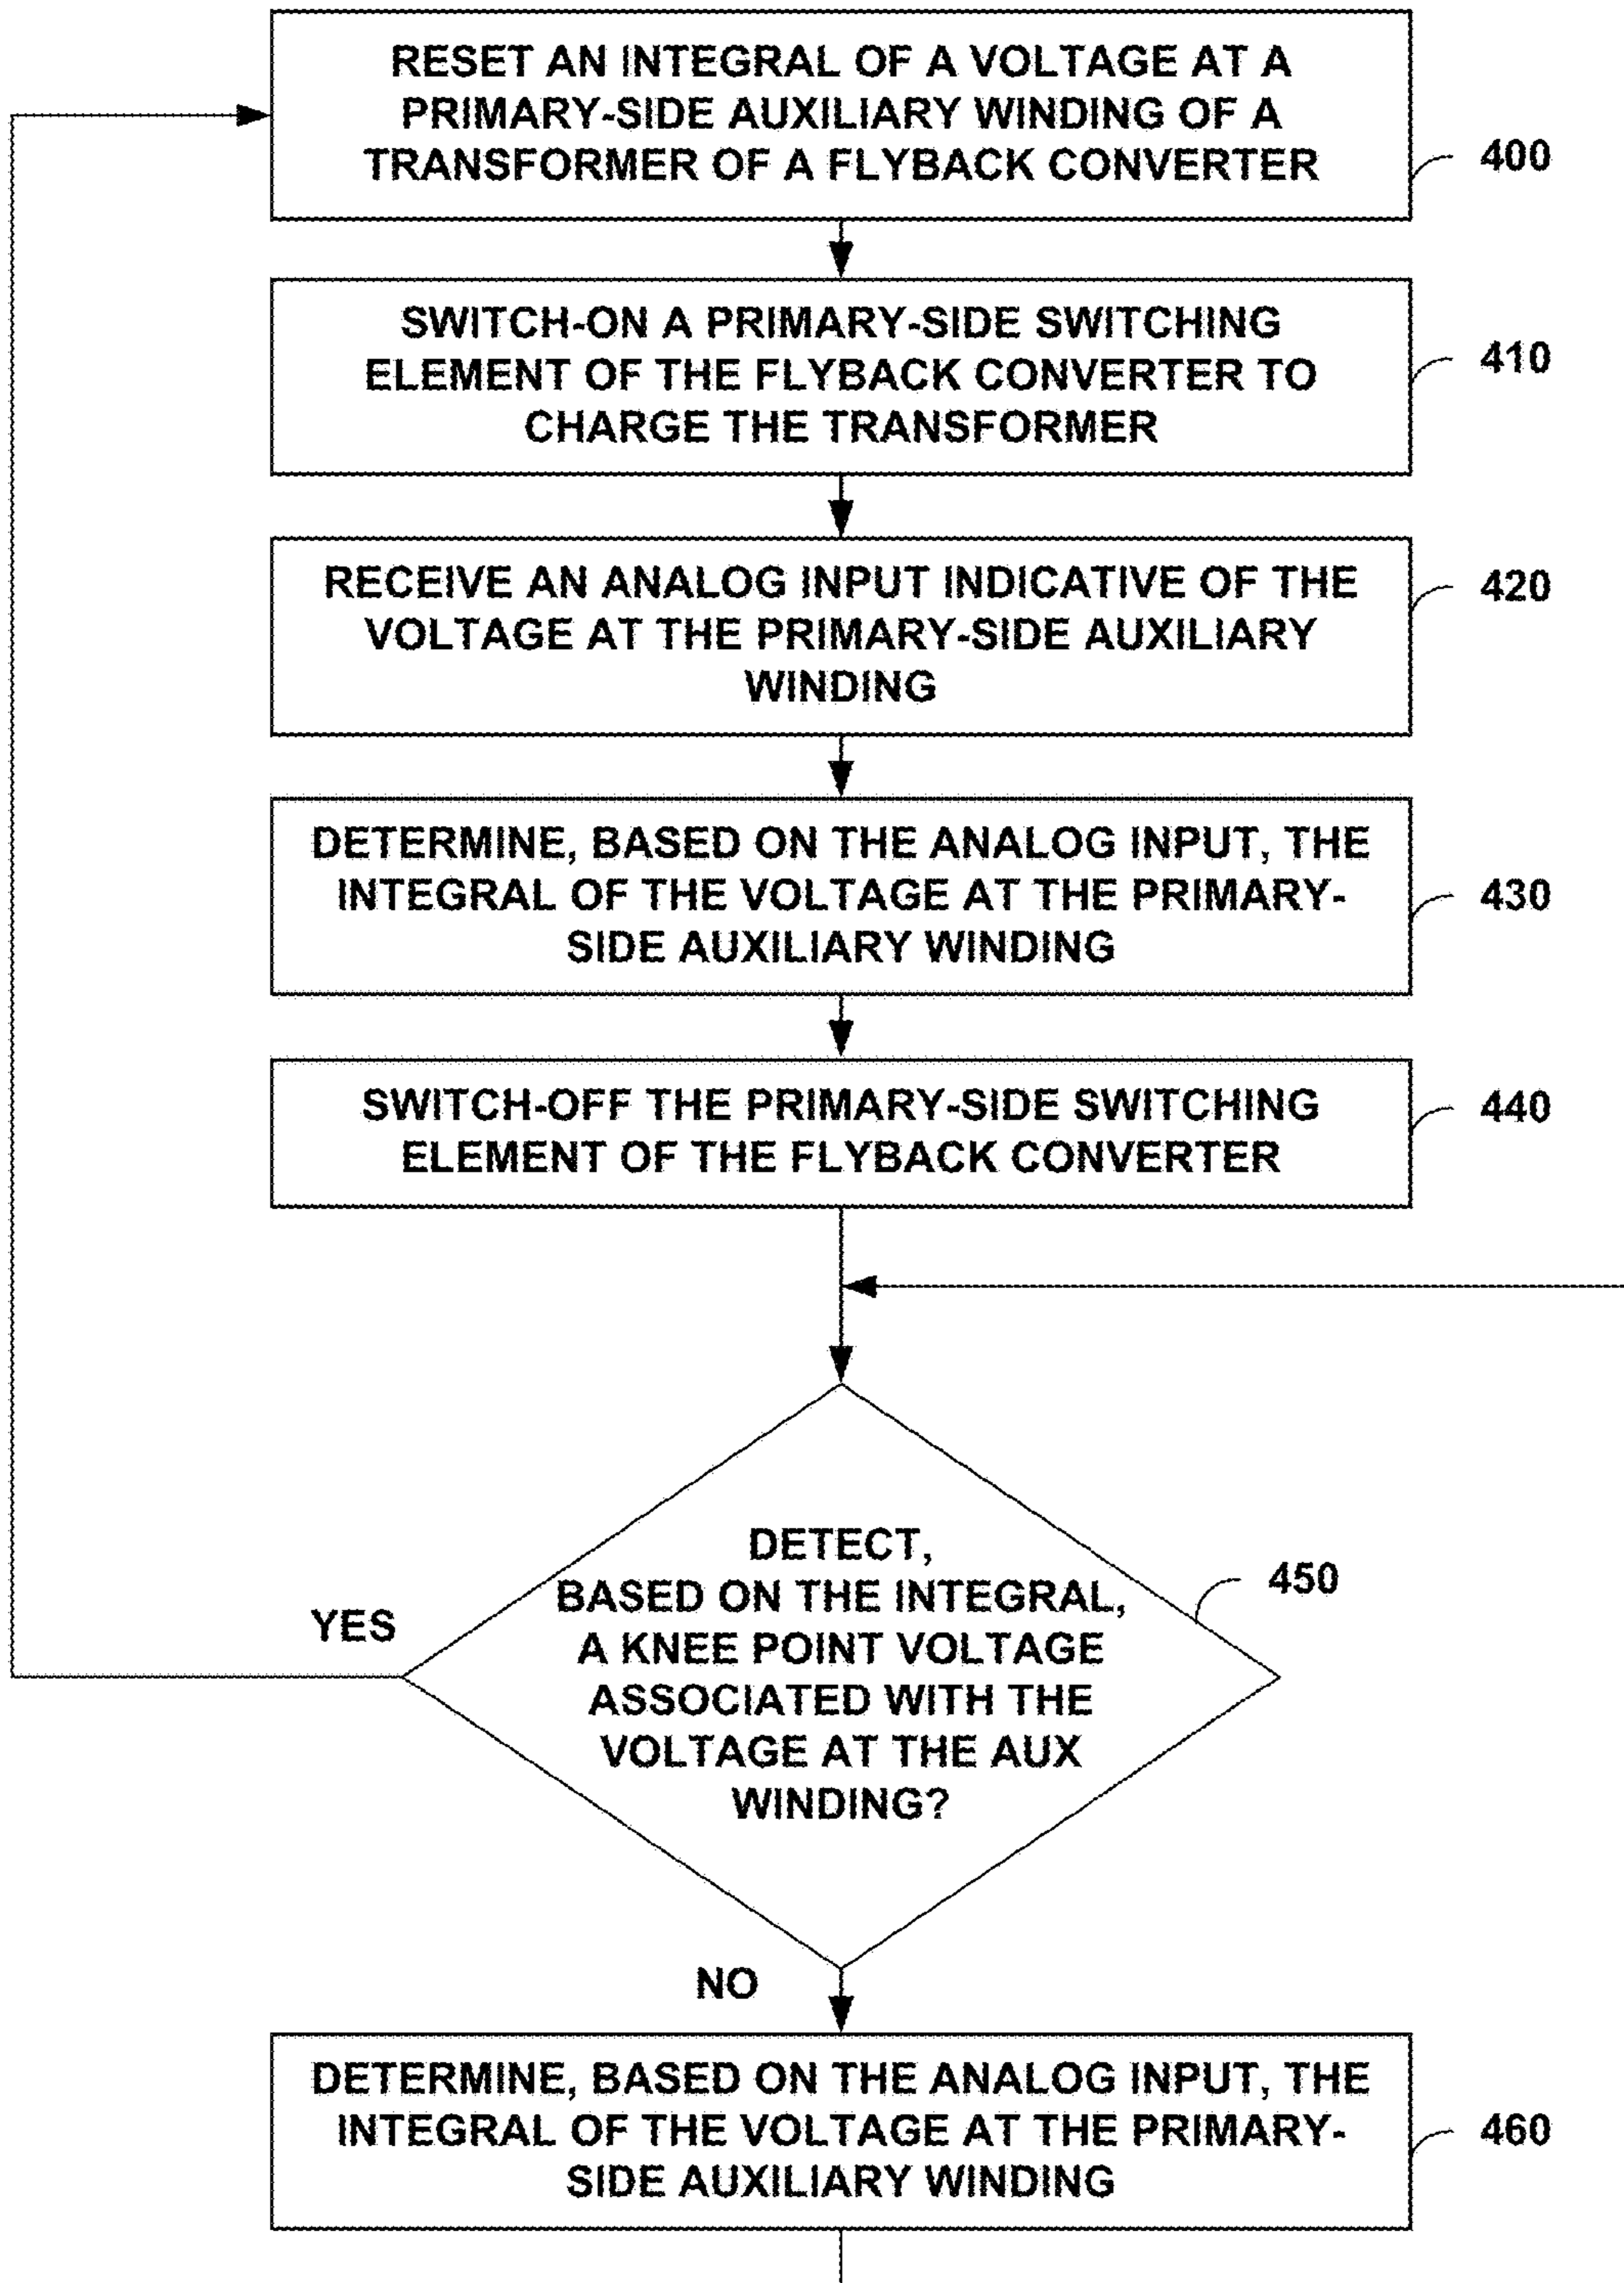 RESET AN INTEGRAL OF A VOLTAGE AT A
PRIMARY-SIDE AUXILIARY WINDING OF A
TRANSFORMER OF A FLYBACK CONVERTER
400
SWITCH-ON A PRIMARY-SIDE SWITCHING
ELEMENT OF THE FLYBACK CONVERTER TO
CHARGE THE TRANSFORMER
410
RECEIVE AN ANALOG INPUT INDICATIVE OF THE
VOLTAGE AT THE PRIMARY-SIDE AUXILIARY
WINDING
420
DETERMINE, BASED ON THE ANALOG INPUT, THE
INTEGRAL OF THE VOLTAGE AT THE PRIMARY-
SIDE AUXILIARY WINDING
430
SWITCH-OFF THE PRIMARY-SIDE SWITCHING
ELEMENT OF THE FLYBACK CONVERTER
440
DETECT,
BASED ON THE INTEGRAL,
A KNEE POINT VOLTAGE
ASSOCIATED WITH THE
VOLTAGE AT THE AUX
WINDING?
450
YES
NO
DETERMINE, BASED ON THE ANALOG INPUT, THE
INTEGRAL OF THE VOLTAGE AT THE PRIMARY-
SIDE AUXILIARY WINDING
460